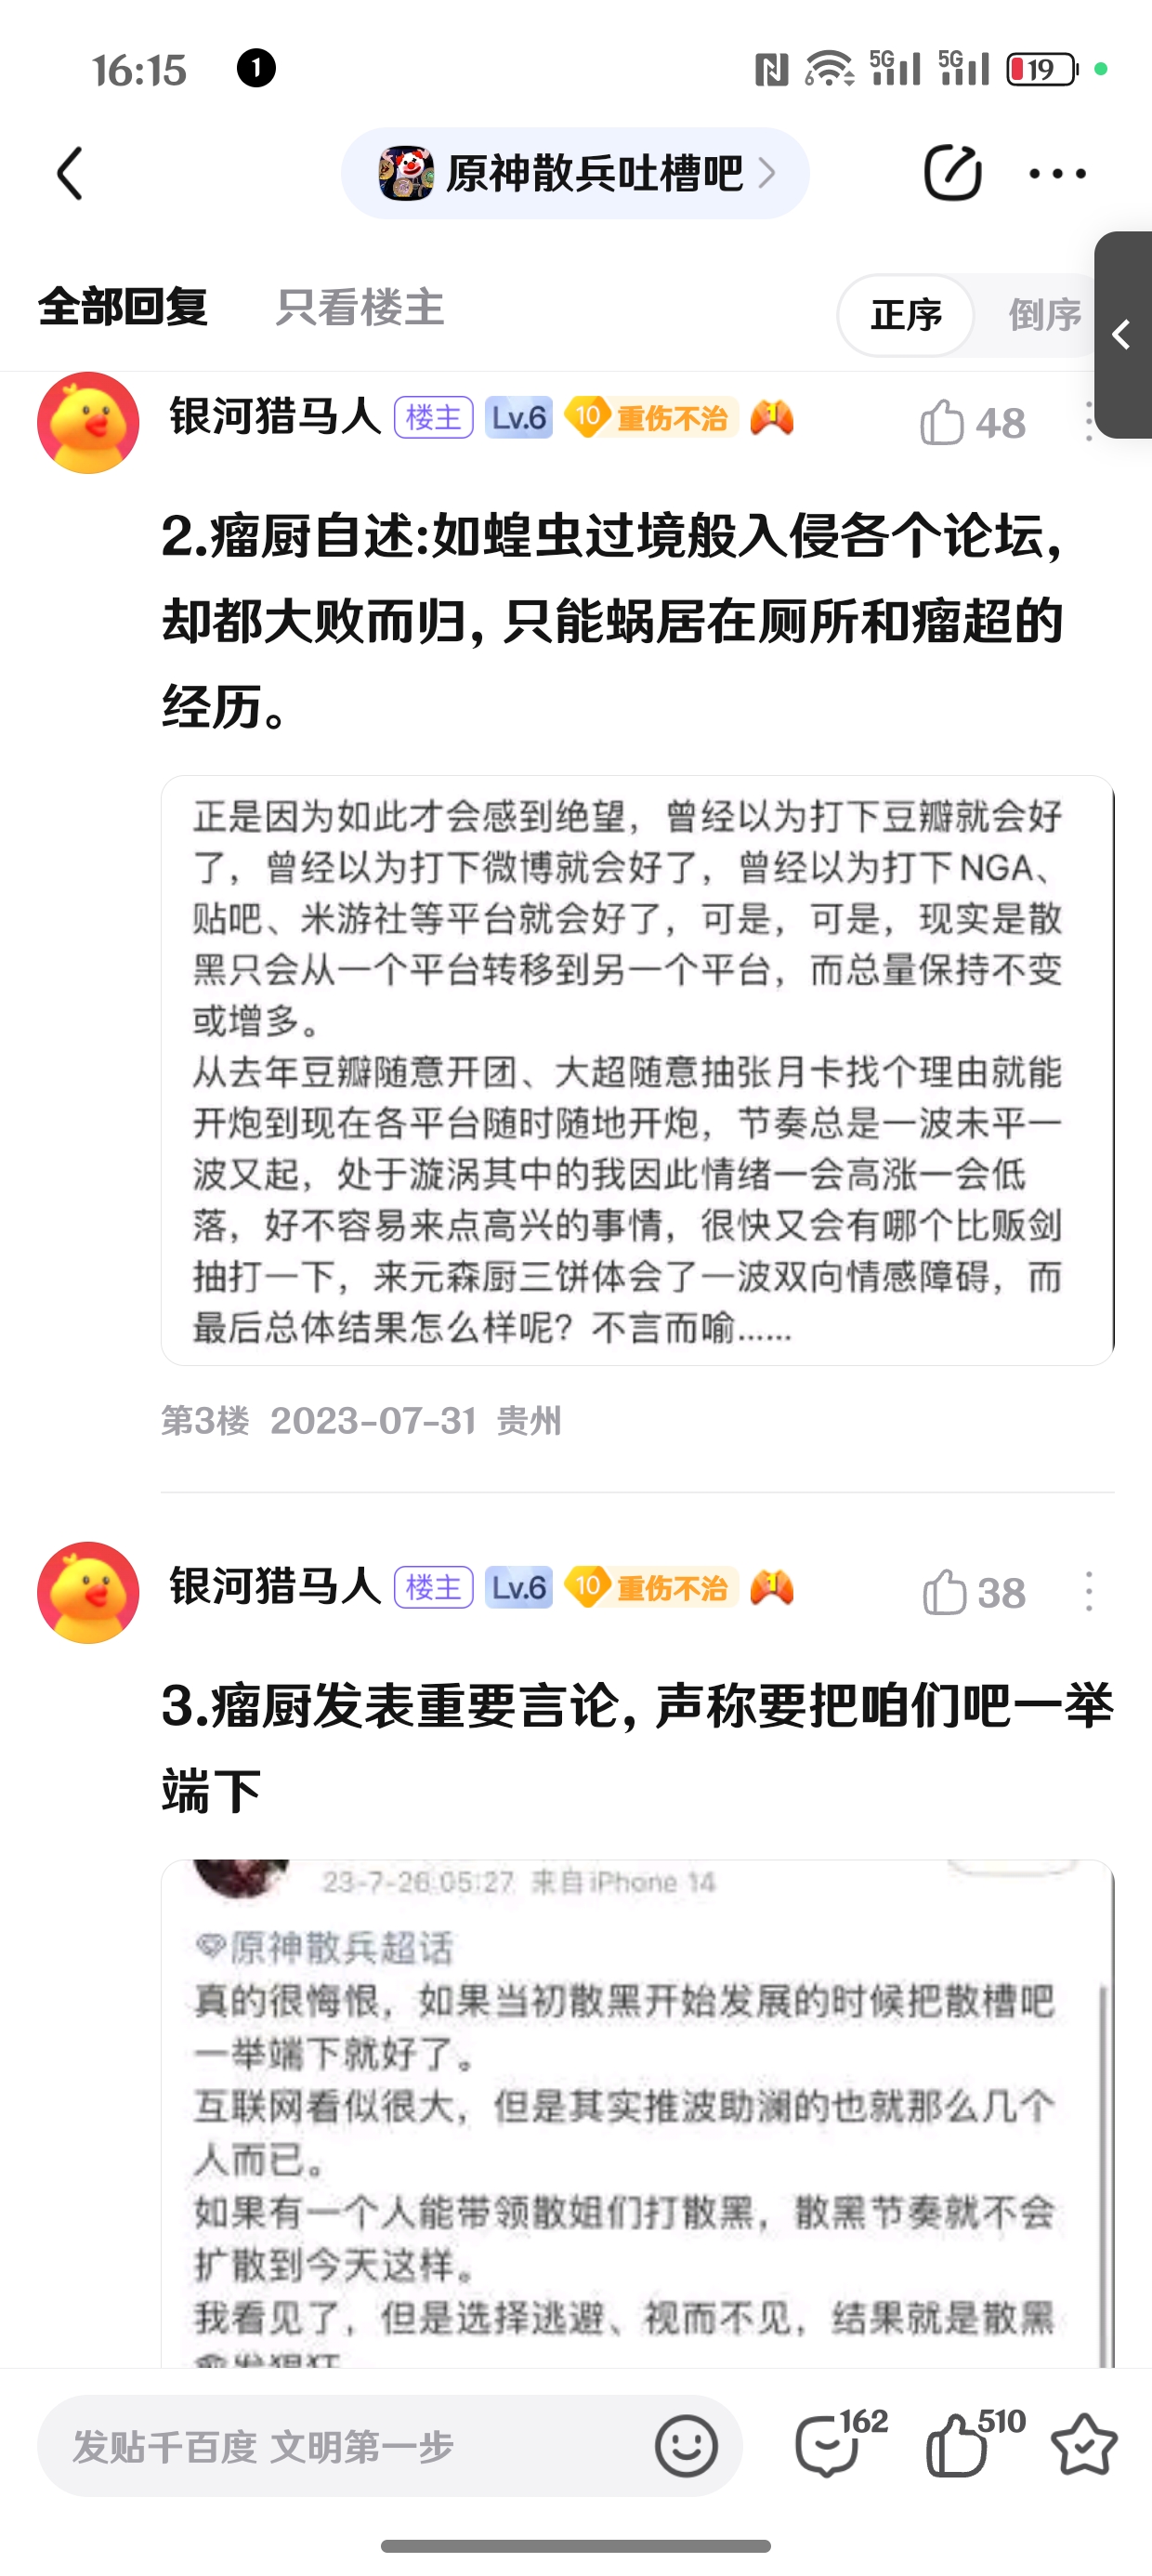 16:15
1
5G
5G
19
原神散兵吐槽吧
全部回复
只看楼主
正序
倒序
银河猎马人 楼主 Lv.6 10 重伤不治
48
2.瘤厨自述:如蝗虫过境般入侵各个论坛,
却都大败而归, 只能蜗居在厕所和瘤超的
经历。
正是因为如此才会感到绝望，曾经以为打下豆瓣就会好
了，曾经以为打下微博就会好了，曾经以为打下NGA、
贴吧、米游社等平台就会好了，可是，可是，现实是散
黑只会从一个平台转移到另一个平台，而总量保持不变
或增多。
从去年豆瓣随意开团、大超随意抽张月卡找个理由就能
开炮到现在各平台随时随地开炮，节奏总是一波未平一
波又起，处于漩涡其中的我因此情绪一会高涨一会低
落，好不容易来点高兴的事情，很快又会有哪个比贩剑
抽打一下，来元森厨三饼体会了一波双向情感障碍，而
最后总体结果怎么样呢？不言而喻......
第3楼 2023-07-31 贵州
银河猎马人 楼主 Lv.6 10 重伤不治
38
3.瘤厨发表重要言论, 声称要把咱们吧一举
端下
23-7-26 05:27 来自iPhone 14
原神散兵超话
真的很悔恨，如果当初散黑开始发展的时候把散槽吧
一举端下就好了。
互联网看似很大，但是其实推波助澜的也就那么几个
人而已。
如果有一个人能带领散姐们打散黑，散黑节奏就不会
扩散到今天这样。
我看见了，但是选择逃避、视而不见，结果就是散黑
发贴千百度 文明第一步
162
510